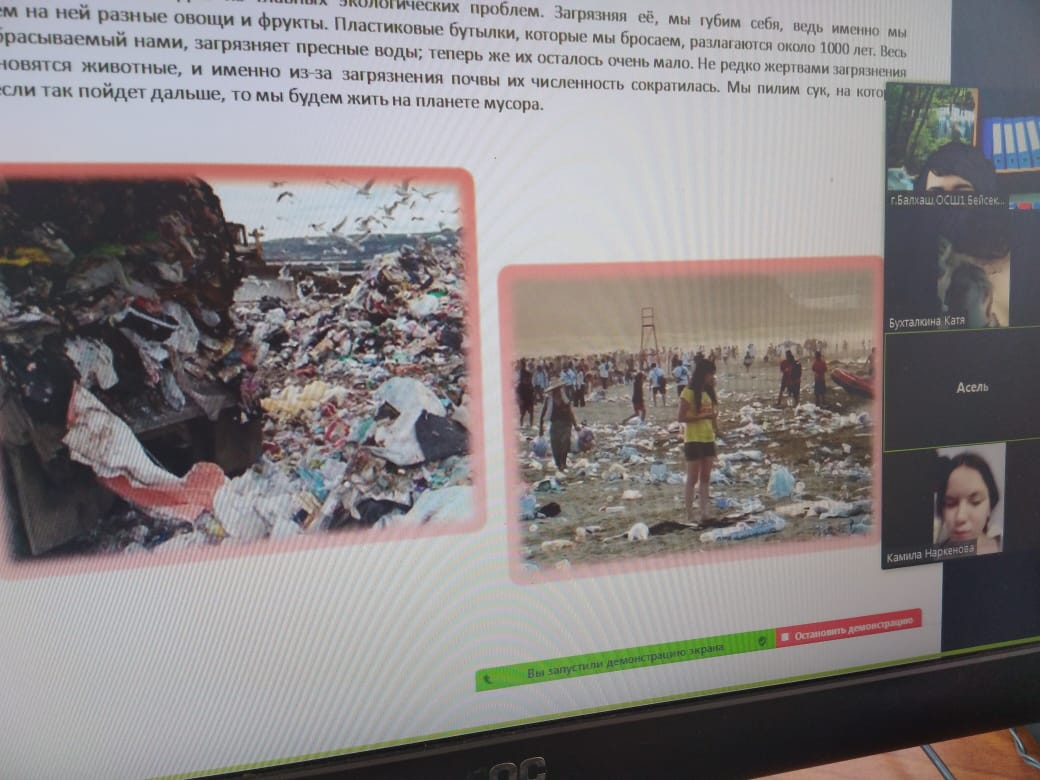 экологических проблем. Загрязняя её, мы губим себя, ведь именно мы
ем на ней разные овощи и фрукты. Пластиковые бутылки, которые мы бросаем, разлагаются около 1000 лет. Весь
брасываемый нами, загрязняет пресные воды; теперь же их осталось очень мало. Не редко жертвами загрязнения
новятся животные, и именно из-за загрязнения почвы их численность сократилась. Мы пилим сук, на кото
если так пойдет дальше, то мы будем жить на планете мусора.
г.Балхаш,ОСШ1,Бейсек...
Бухталкина Катя
Асель
Камила Наркенова
Вы запустили демонстрацию экрана
Остановить демонстрацию